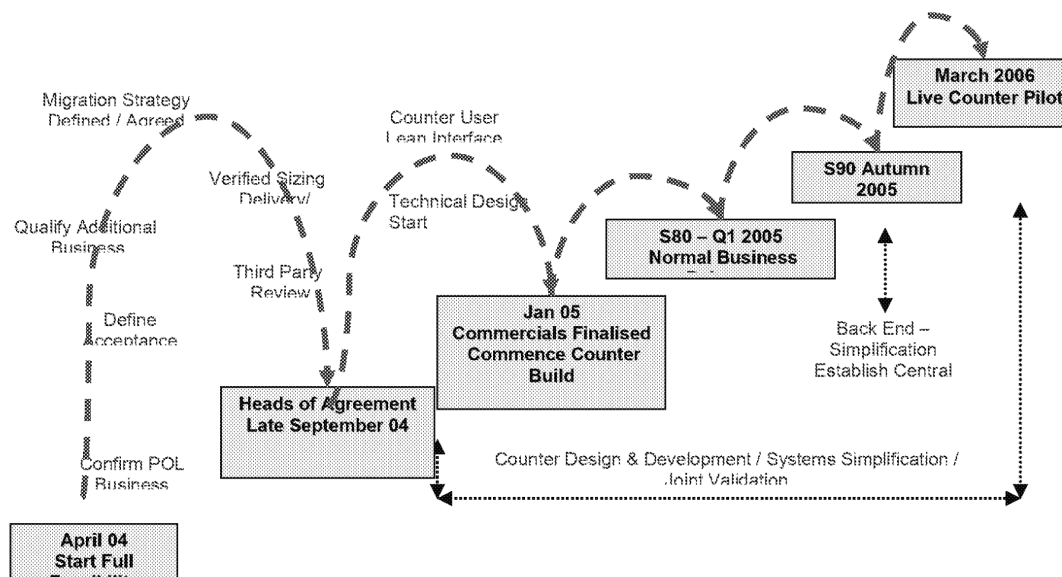 March 2006
Live Counter Pilot
Migration Strategy
Defined / Agreed
Counter User
Lean Interface
S90 Autumn
2005
Verified Sizing
Delivery/
Technical Design
Start
Qualify Additional
Business
S80 – Q1 2005
Normal Business
Third Party
Review
Jan 05
Commercials Finalised
Commence Counter
Build
Define
Acceptance
Back End –
Simplification
Establish Central
Heads of Agreement
Late September 04
Confirm POL
Business
Counter Design & Development / Systems Simplification /
Joint Validation
April 04
Start Full